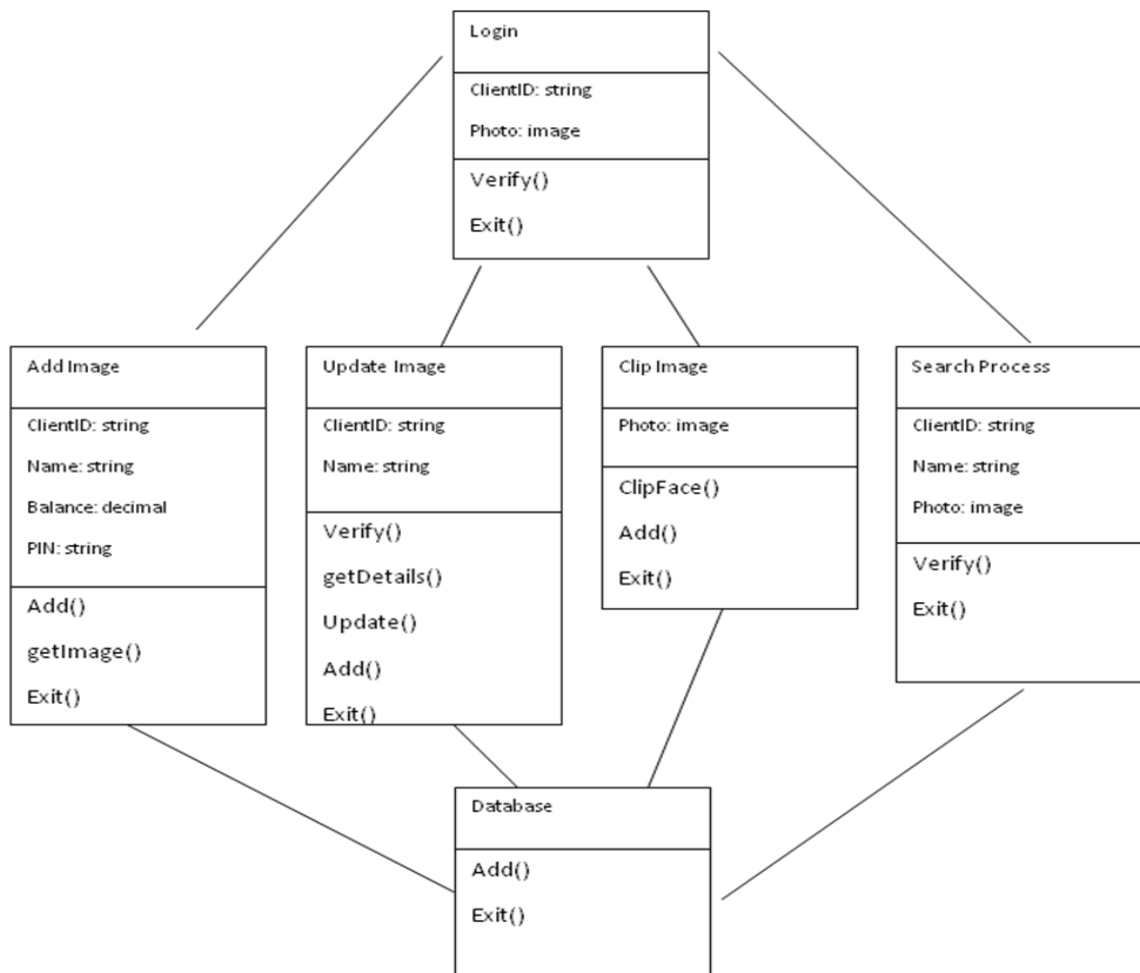 Login
ClientID: string
Photo: image
Verify()
Exit()
Add Image
ClientID: string
Name: string
Balance: decimal
PIN: string
Add()
getImage()
Exit()
Update Image
ClientID: string
Name: string
Verify()
getDetails()
Update()
Add()
Exit()
Clip Image
Photo: image
ClipFace()
Add()
Exit()
Search Process
ClientID: string
Name: string
Photo: image
Verify()
Exit()
Database
Add()
Exit()